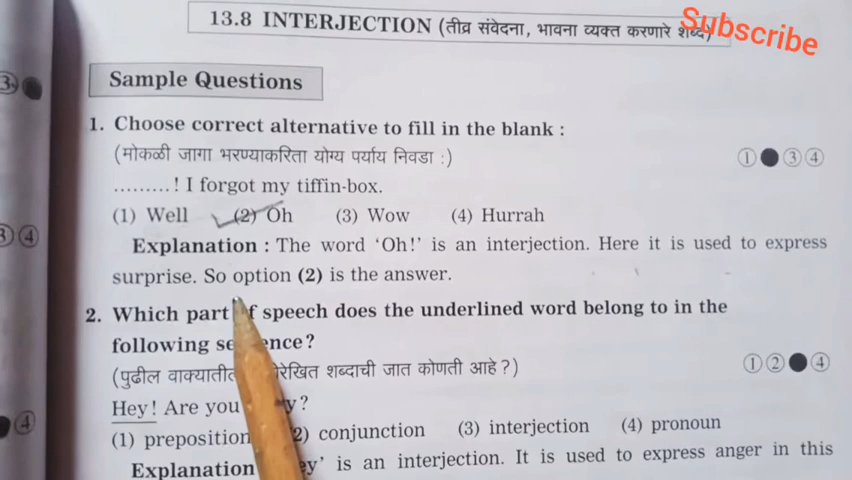 13.8 INTERJECTION (तीव्र संवेदना, भावना व्यक्त करणारे शब्द)
Subscribe
Sample Questions
1. Choose correct alternative to fill in the blank :
(मोकळी जागा भरण्याकरिता योग्य पर्याय निवडा :)
① ● ③ ④
.........! I forgot my tiffin-box.
(1) Well (2) Oh (3) Wow (4) Hurrah
Explanation : The word ‘Oh!’ is an interjection. Here it is used to express
surprise. So option (2) is the answer.
2. Which part of speech does the underlined word belong to in the
following sentence?
(पुढील वाक्यातील शब्दाची जात कोणती आहे?)
① ② ● ④
Hey! Are you
(1) preposition (2) conjunction (3) interjection (4) pronoun
Explanation is an interjection. It is used to express anger in this